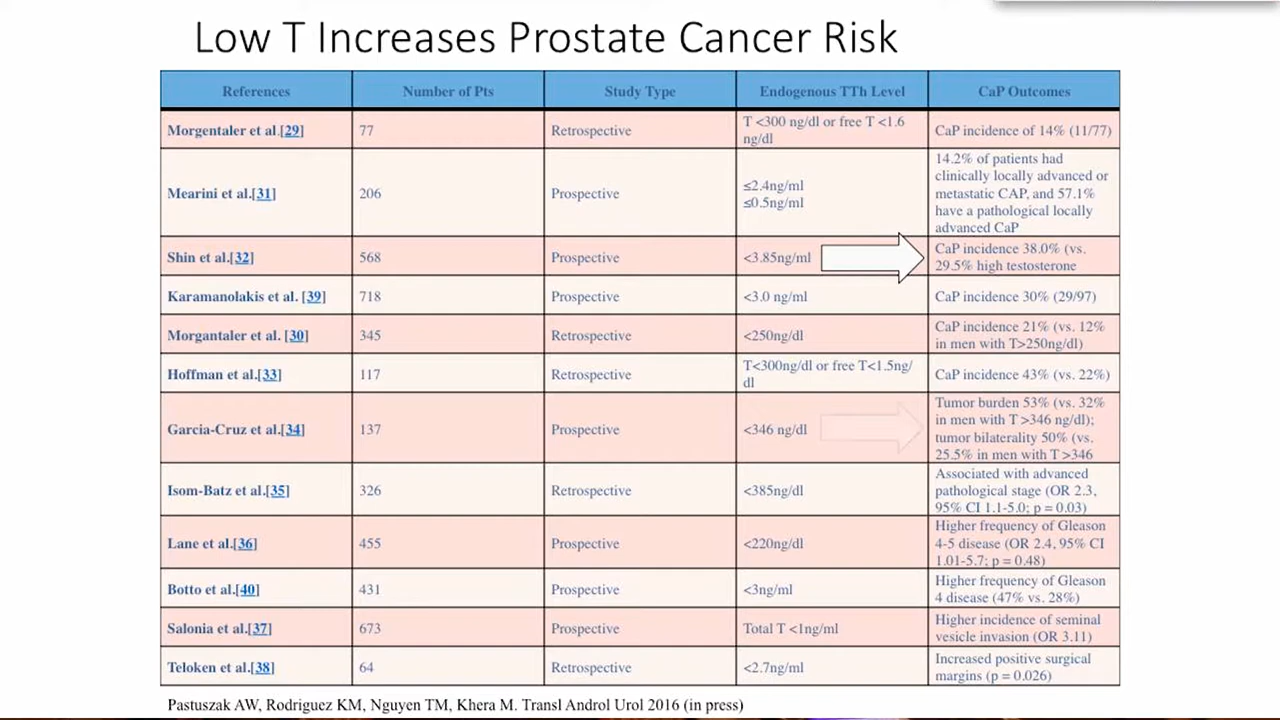 Low T Increases Prostate Cancer Risk
References Number of Pts Study Type Endogenous TTh Level CaP Outcomes
Morgentaler et al.[29] 77 Retrospective T <300 ng/dl or free T <1.6
ng/dl CaP incidence of 14% (11/77)
Mearini et al.[31] 206 Prospective ≤2.4ng/ml
≤0.5ng/ml 14.2% of patients had
clinically locally advanced or
metastatic CAP, and 57.1%
have a pathological locally
advanced CaP
Shin et al.[32] 568 Prospective <3.85ng/ml CaP incidence 38.0% (vs.
29.5% high testosterone
Karamanolakis et al. [39] 718 Prospective <3.0 ng/ml CaP incidence 30% (29/97)
Morgantaler et al. [30] 345 Retrospective <250ng/dl CaP incidence 21% (vs. 12%
in men with T>250ng/dl)
Hoffman et al.[33] 117 Retrospective T<300ng/dl or free T<1.5ng/
dl CaP incidence 43% (vs. 22%)
Garcia-Cruz et al.[34] 137 Prospective <346 ng/dl Tumor burden 53% (vs. 32%
in men with T >346 ng/dl);
tumor bilaterality 50% (vs.
25.5% in men with T >346
Isom-Batz et al.[35] 326 Retrospective <385ng/dl Associated with advanced
pathological stage (OR 2.3,
95% CI 1.1-5.0; p = 0.03)
Lane et al.[36] 455 Prospective <220ng/dl Higher frequency of Gleason
4-5 disease (OR 2.4, 95% CI
1.01-5.7; p = 0.48)
Botto et al.[40] 431 Prospective <3ng/ml Higher frequency of Gleason
4 disease (47% vs. 28%)
Salonia et al.[37] 673 Prospective Total T <1ng/ml Higher incidence of seminal
vesicle invasion (OR 3.11)
Teloken et al.[38] 64 Retrospective <2.7ng/ml Increased positive surgical
margins (p = 0.026)
Pastuszak AW, Rodriguez KM, Nguyen TM, Khera M. Transl Androl Urol 2016 (in press)